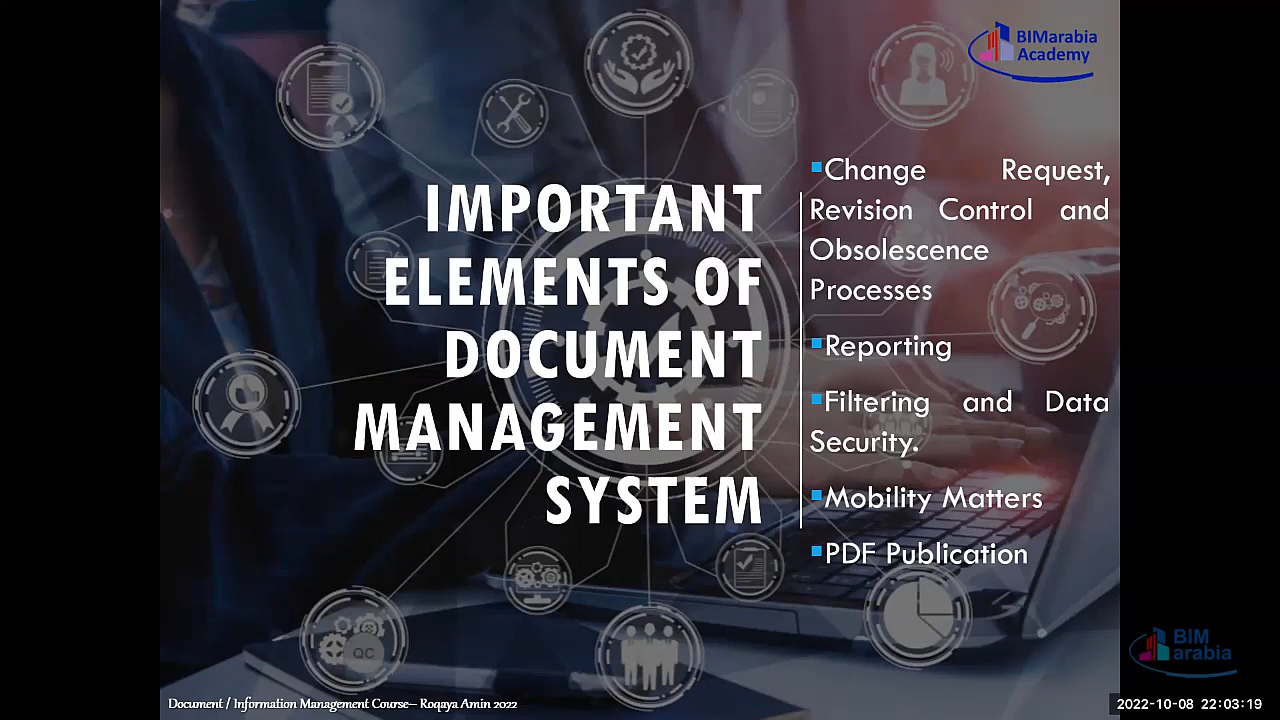 BIMarabia
Academy
IMPORTANT
ELEMENTS OF
DOCUMENT
MANAGEMENT
SYSTEM
▪Change Request,
Revision Control and
Obsolescence
Processes
▪Reporting
▪Filtering and Data
Security.
▪Mobility Matters
▪PDF Publication
QC
BIM
arabia
Document / Information Management Course– Roqaya Amin 2022
2022-10-08 22:03:19